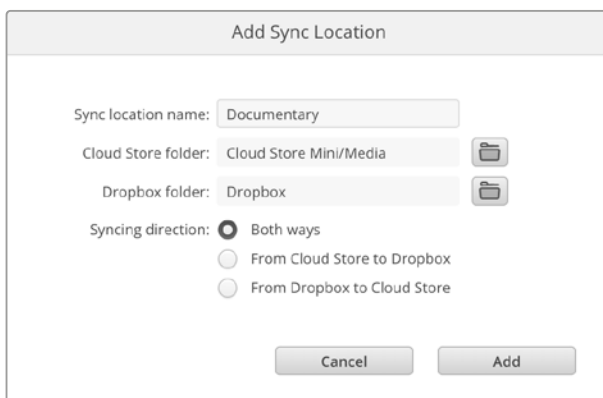 Add Sync Location
Sync location name: Documentary
Cloud Store folder: Cloud Store Mini/Media
Dropbox folder: Dropbox
Syncing direction: Both ways
From Cloud Store to Dropbox
From Dropbox to Cloud Store
Cancel Add